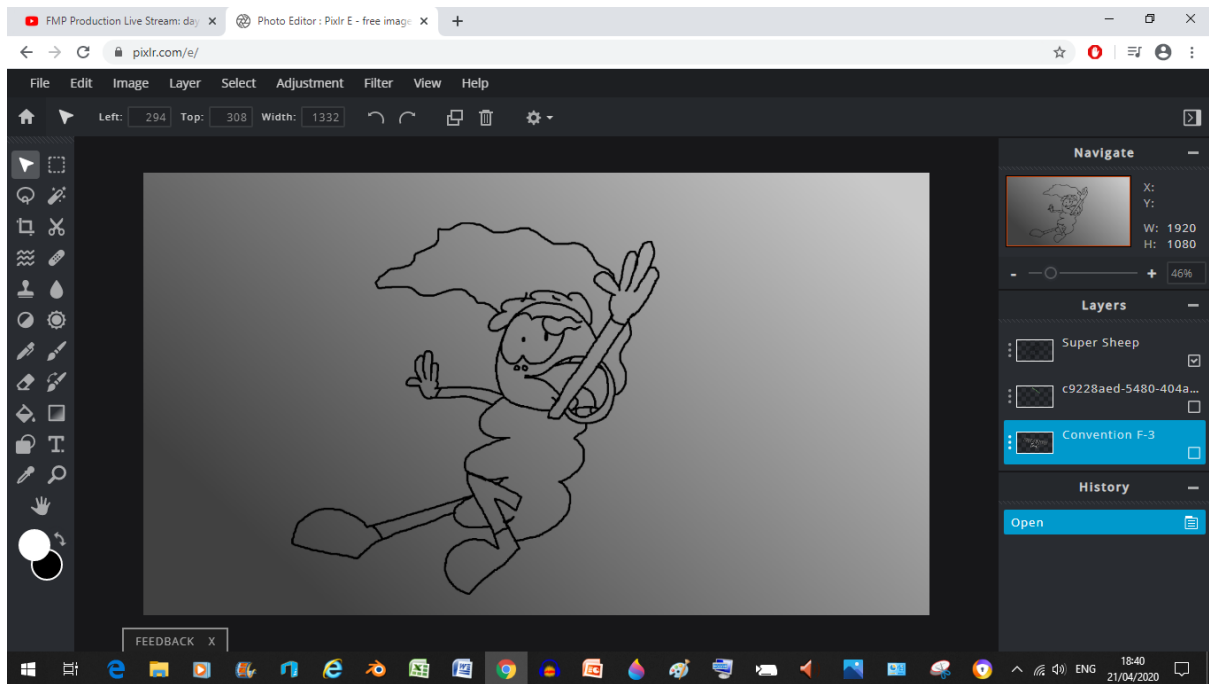 FMP Production Live Stream: day
Photo Editor : Pixlr E - free image
pixlr.com/e/
File Edit Image Layer Select Adjustment Filter View Help
Left: 294 Top: 308 Width: 1332
Navigate
X:
Y:
W: 1920
H: 1080
46%
Layers
Super Sheep
c9228aed-5480-404a...
Convention F-3
History
Open
FEEDBACK X
ENG
18:40
21/04/2020